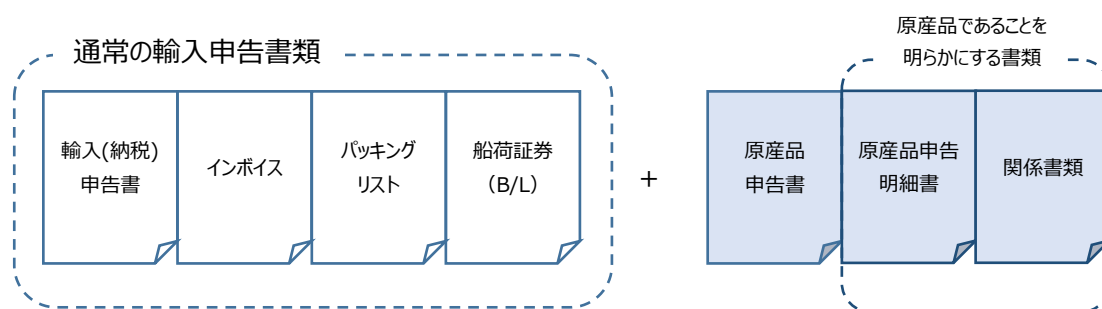 通常の輸入申告書類
輸入(納税)
申告書
インボイス
パッキング
リスト
船荷証券
（B/L）
+
原産品であることを
明らかにする書類
原産品
申告書
原産品申告
明細書
関係書類